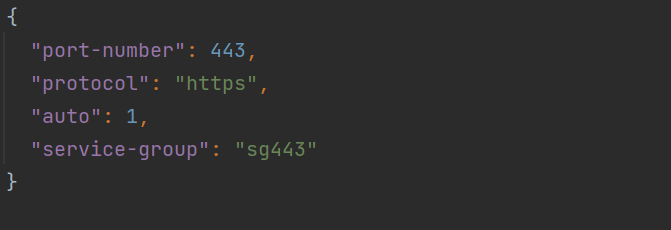 {
"port-number": 443,
"protocol": "https",
"auto": 1,
"service-group": "sg443"
}